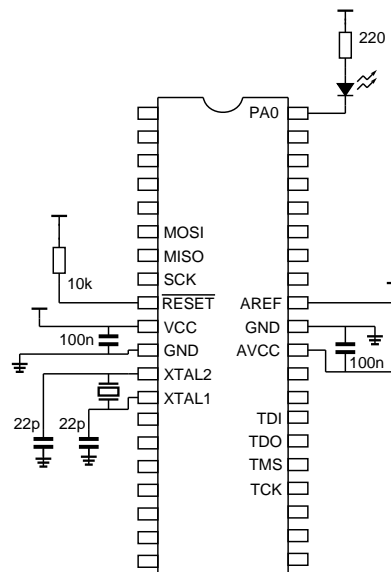 220
PA0
MOSI
MISO
SCK
10k
RESET
AREF
VCC
GND
100n
GND
AVCC
100n
XTAL2
XTAL1
22p
22p
TDI
TDO
TMS
TCK